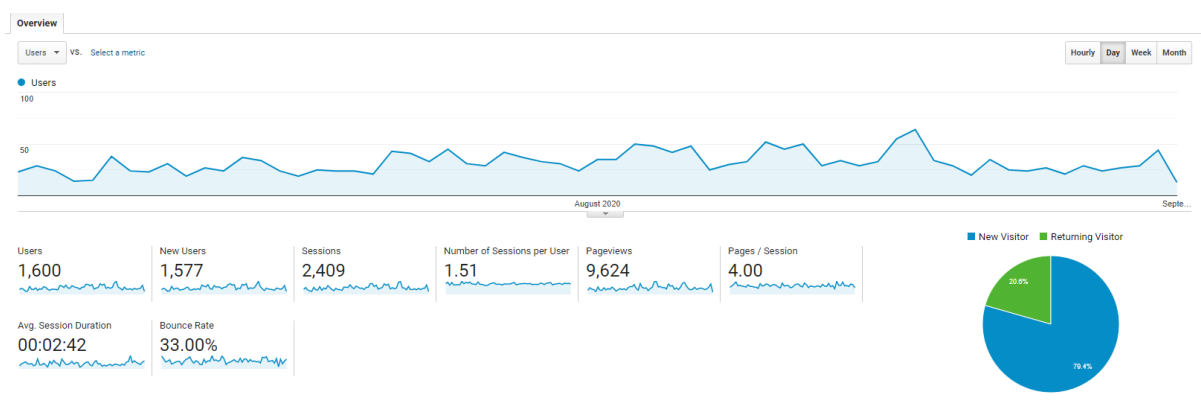 Overview
Users VS. Select a metric
Hourly Day Week Month
Users
100
50
August 2020 Septe...
New Visitor Returning Visitor
Users New Users Sessions Number of Sessions per User Pageviews Pages / Session
1,600 1,577 2,409 1.51 9,624 4.00
20.6%
Avg. Session Duration Bounce Rate
00:02:42 33.00%
79.4%